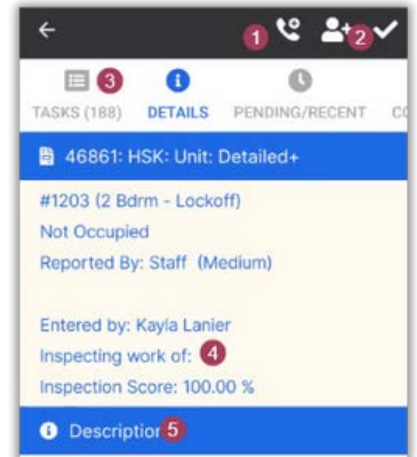 1 2
3
TASKS (188) DETAILS PENDING/RECENT
46861: HSK: Unit: Detailed+
#1203 (2 Bdrm - Lockoff)
Not Occupied
Reported By: Staff (Medium)
Entered by: Kayla Lanier
Inspecting work of: 4
Inspection Score: 100.00 %
Description 5